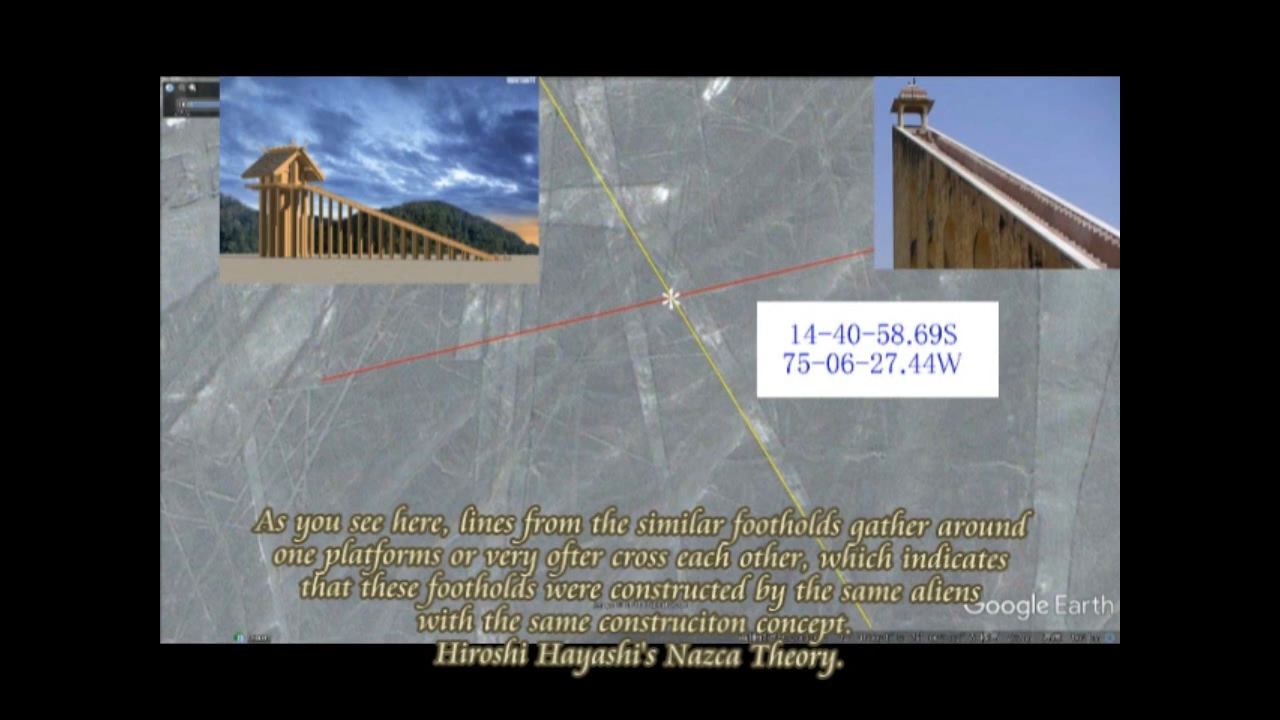 14-40-58.69S
75-06-27.44W
As you see here, lines from the similar footholds gather around
one platforms or very ofter cross each other, which indicates
that these footholds were constructed by the same aliens
Google Earth
with the same construciton concept.
Hiroshi Hayashi's Nazca Theory.